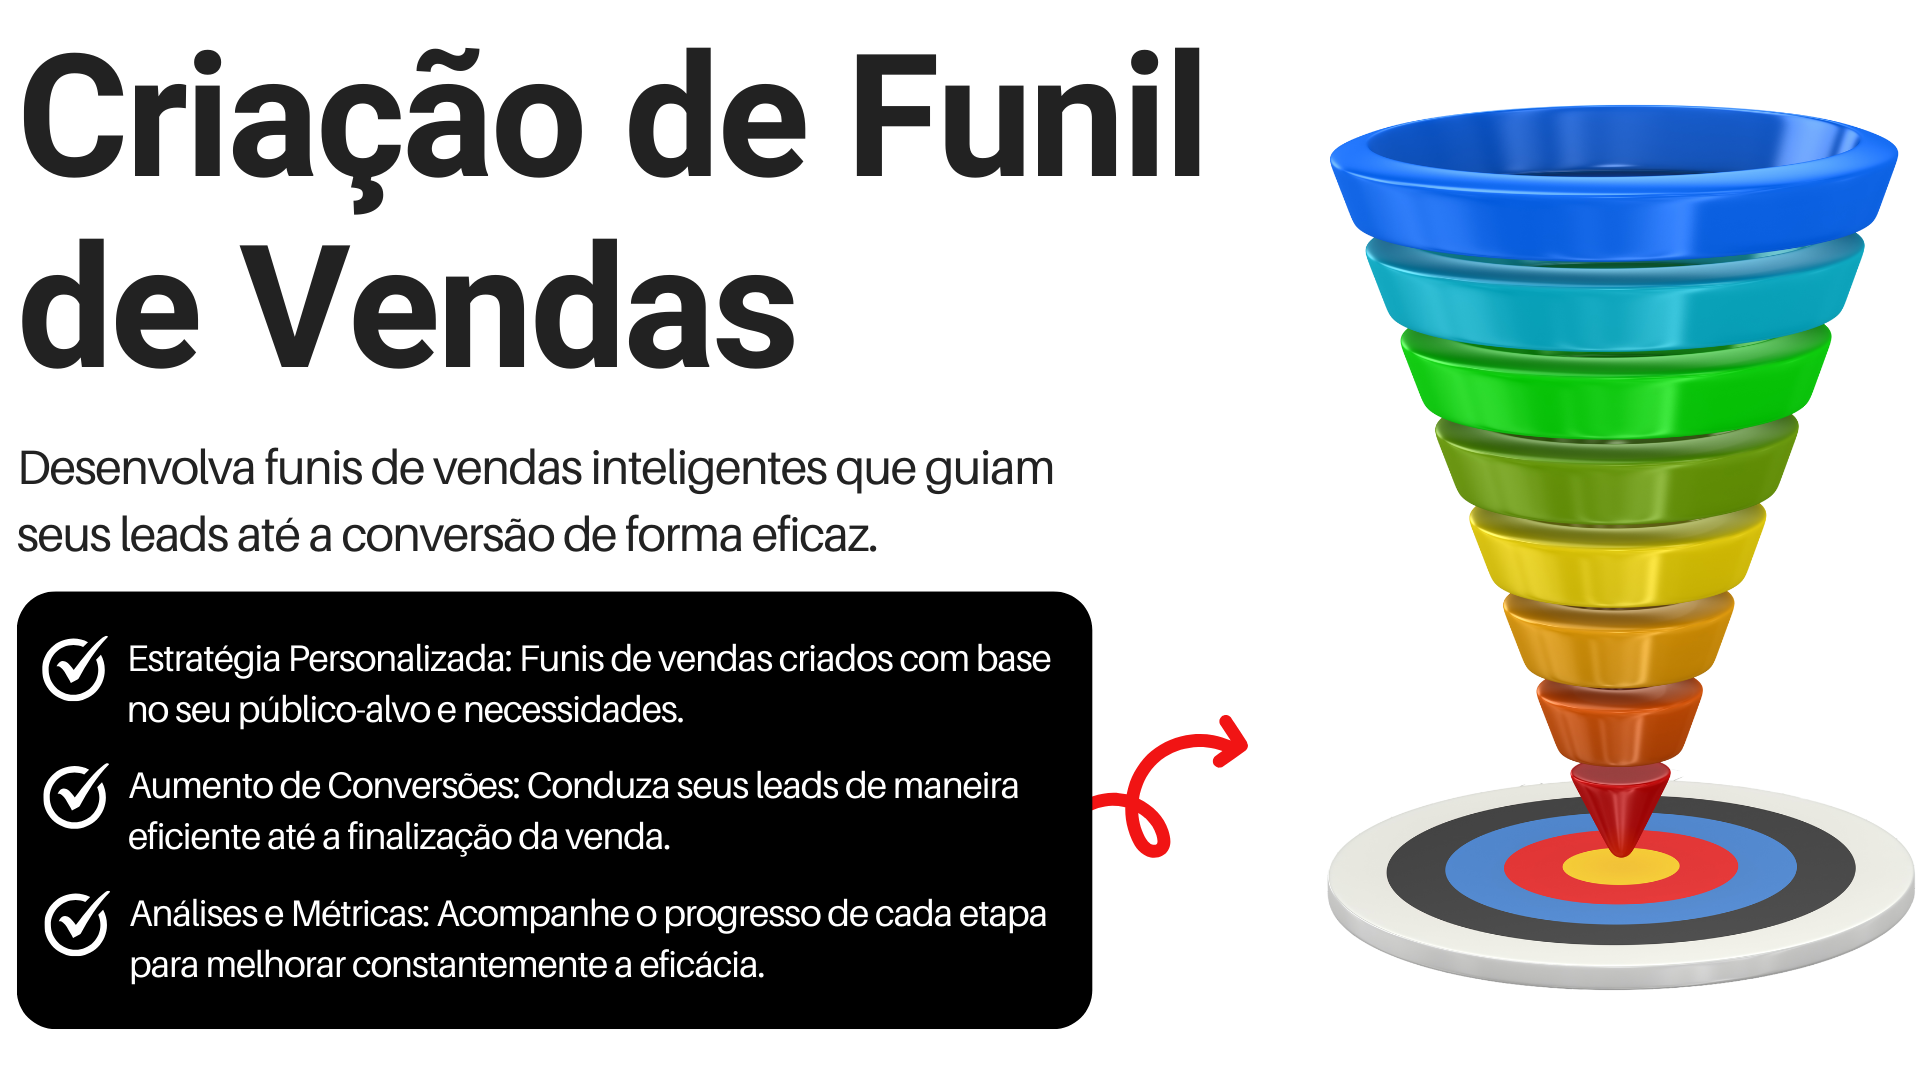 Criação de Funil
de Vendas
Desenvolva funis de vendas inteligentes que guiam
seus leads até a conversão de forma eficaz.
Estratégia Personalizada: Funis de vendas criados com base
no seu público-alvo e necessidades.
Aumento de Conversões: Conduza seus leads de maneira
eficiente até a finalização da venda.
Análises e Métricas: Acompanhe o progresso de cada etapa
para melhorar constantemente a eficácia.